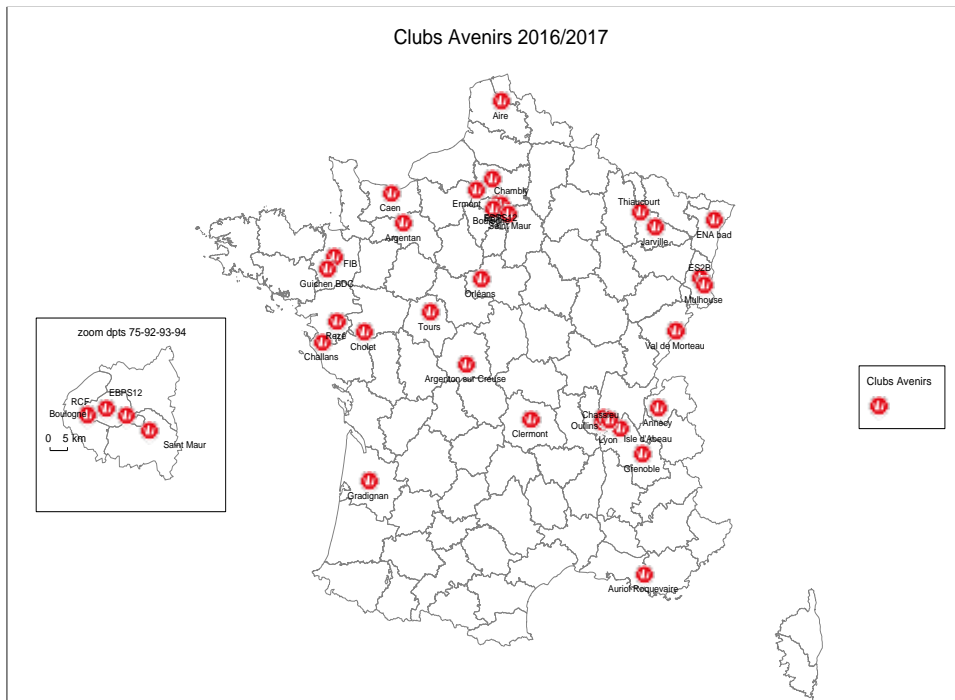 Clubs Avenirs 2016/2017
Aire
Chambly
Ermont
Caen
EBPS12
Saint Maur
Argentan
Thiaucourt
Jarville
ENA bad
FIB
Guichen BDC
Orléans
ES2B
Mulhouse
Tours
Rezé
Cholet
Challans
Val de Morteau
zoom dpts 75-92-93-94
EBPS12
RCF
Boulogne
Saint Maur
0 5 km
Argenton sur Creuse
Clubs Avenirs
Annecy
Chassieu
Oullins
Clermont
Lyon
Isle d'Abeau
Grenoble
Gradignan
Auriol Roquevaire